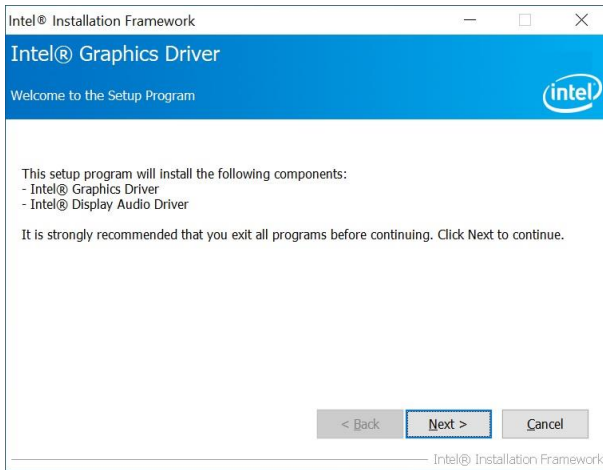 Intel® Installation Framework
Intel® Graphics Driver
Welcome to the Setup Program
intel
This setup program will install the following components:
- Intel® Graphics Driver
- Intel® Display Audio Driver
It is strongly recommended that you exit all programs before continuing. Click Next to continue.
< Back Next > Cancel
Intel® Installation Framework